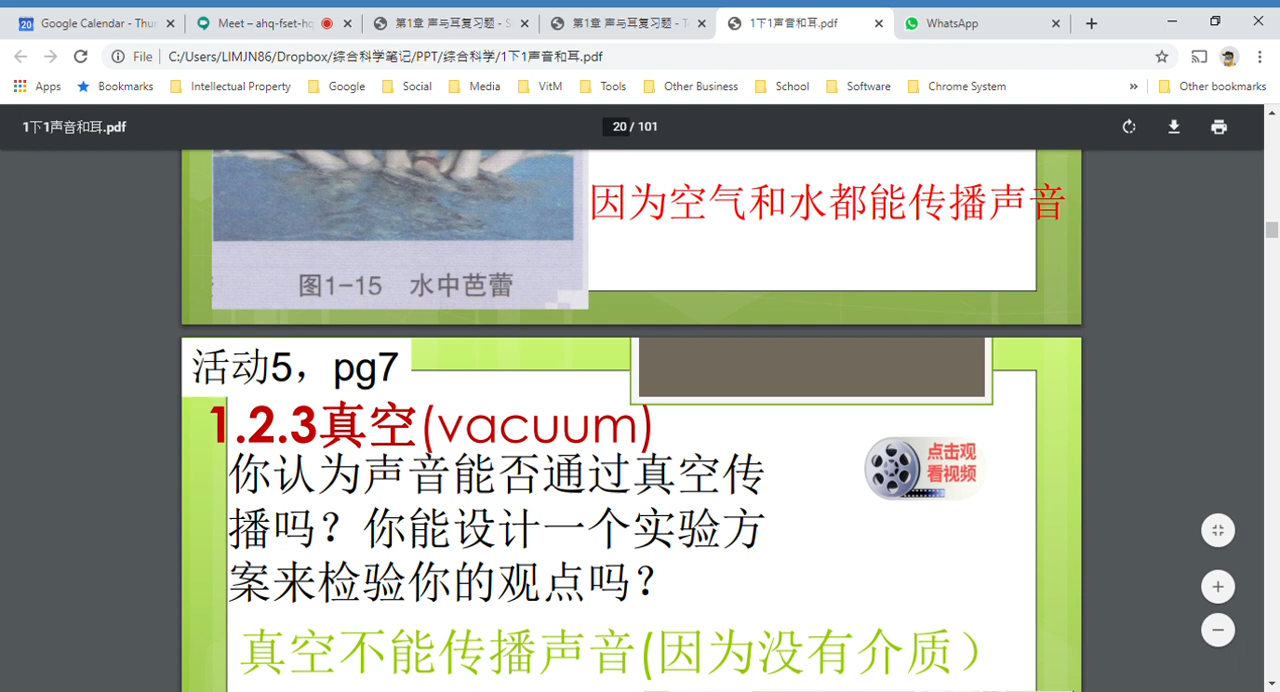 20 Google Calendar - Thur
Meet – ahq-fset-hq
第1章 声与耳复习题 - S
第1章 声与耳复习题 - T
1下1声音和耳.pdf
WhatsApp
File
C:/Users/LIMJN86/Dropbox/综合科学笔记/PPT/综合科学/1下1声音和耳.pdf
Apps Bookmarks Intellectual Property Google Social Media VitM Tools Other Business School Software Chrome System » Other bookmarks
1下1声音和耳.pdf
20 / 101
因为空气和水都能传播声音
图1-15 水中芭蕾
活动5，pg7
1.2.3真空(vacuum)
点击观
看视频
你认为声音能否通过真空传
播吗？你能设计一个实验方
案来检验你的观点吗？
真空不能传播声音(因为没有介质）